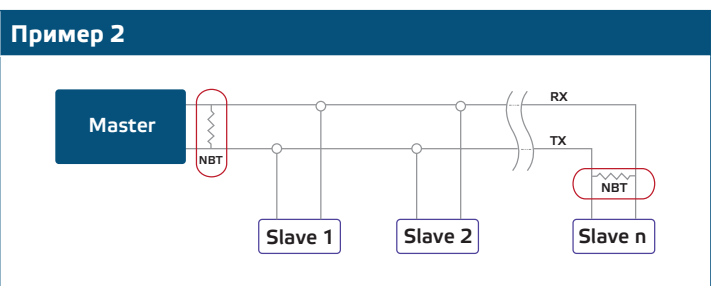 Пример 2
RX
Master
TX
NBT
NBT
Slave 1
Slave 2
Slave n